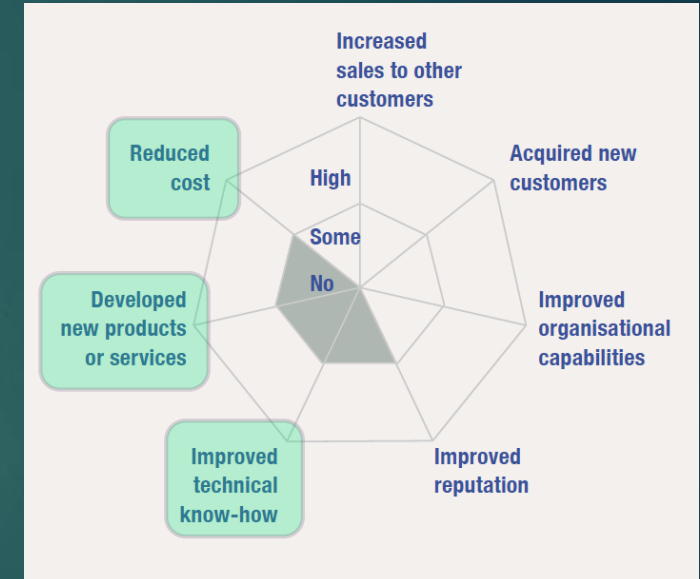 Increased
sales to other
customers
Reduced
cost
Acquired new
customers
High
Some
No
Developed
new products
or services
Improved
organisational
capabilities
Improved
technical
know-how
Improved
reputation